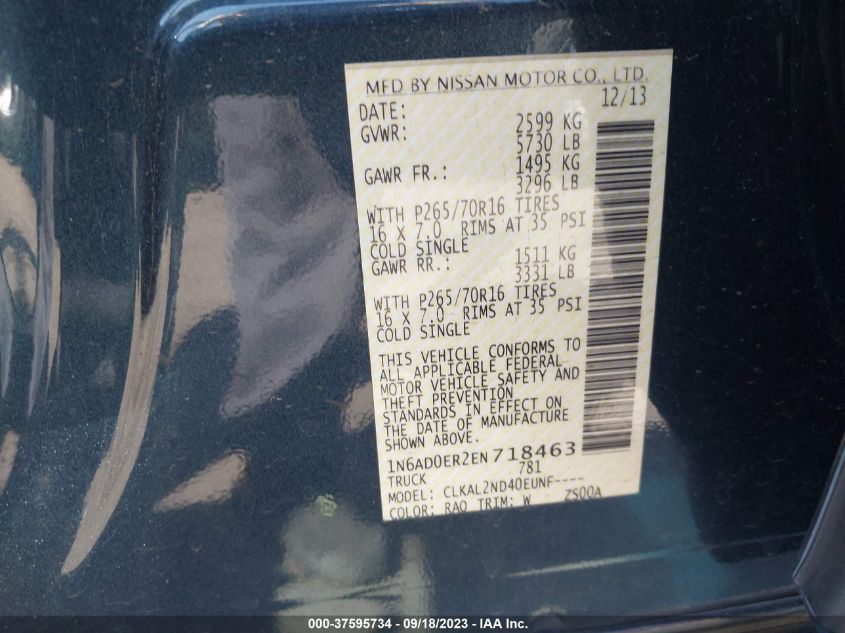 MFD BY NISSAN MOTOR CO., LTD.
DATE: 12/13
GVWR: 2599 KG
5730 LB
GAWR FR.: 1495 KG
3296 LB
WITH P265/70R16 TIRES
16 X 7.0 RIMS AT 35 PSI
COLD SINGLE
GAWR RR.: 1511 KG
3331 LB
WITH P265/70R16 TIRES
16 X 7.0 RIMS AT 35 PSI
COLD SINGLE
THIS VEHICLE CONFORMS TO
ALL APPLICABLE FEDERAL
MOTOR VEHICLE SAFETY AND
THEFT PREVENTION
STANDARDS IN EFFECT ON
THE DATE OF MANUFACTURE
SHOWN ABOVE.
1N6AD0ER2EN718463
TRUCK 781
MODEL: CLKAL2ND40EUNF----
COLOR: RAQ TRIM: W ZS00A
000-37595734 - 09/18/2023 - IAA Inc.